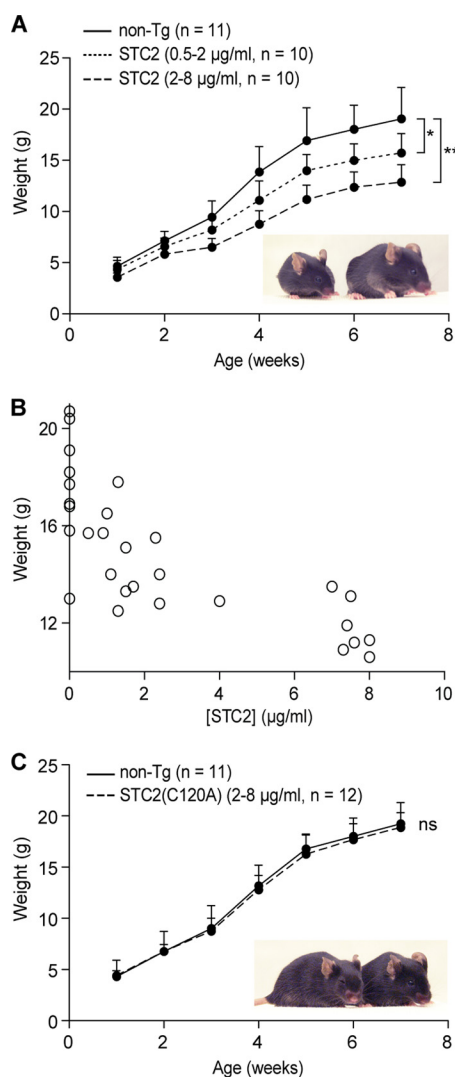 A
non-Tg (n = 11)
STC2 (0.5-2 µg/ml, n = 10)
STC2 (2-8 µg/ml, n = 10)
25
20
15
10
5
0
Weight (g)
*
**
0 2 4 6 8
Age (weeks)
B
20
16
12
Weight (g)
0 2 4 6 8 10
[STC2] (µg/ml)
C
non-Tg (n = 11)
STC2(C120A) (2-8 µg/ml, n = 12)
25
20
15
10
5
0
Weight (g)
ns
0 2 4 6 8
Age (weeks)